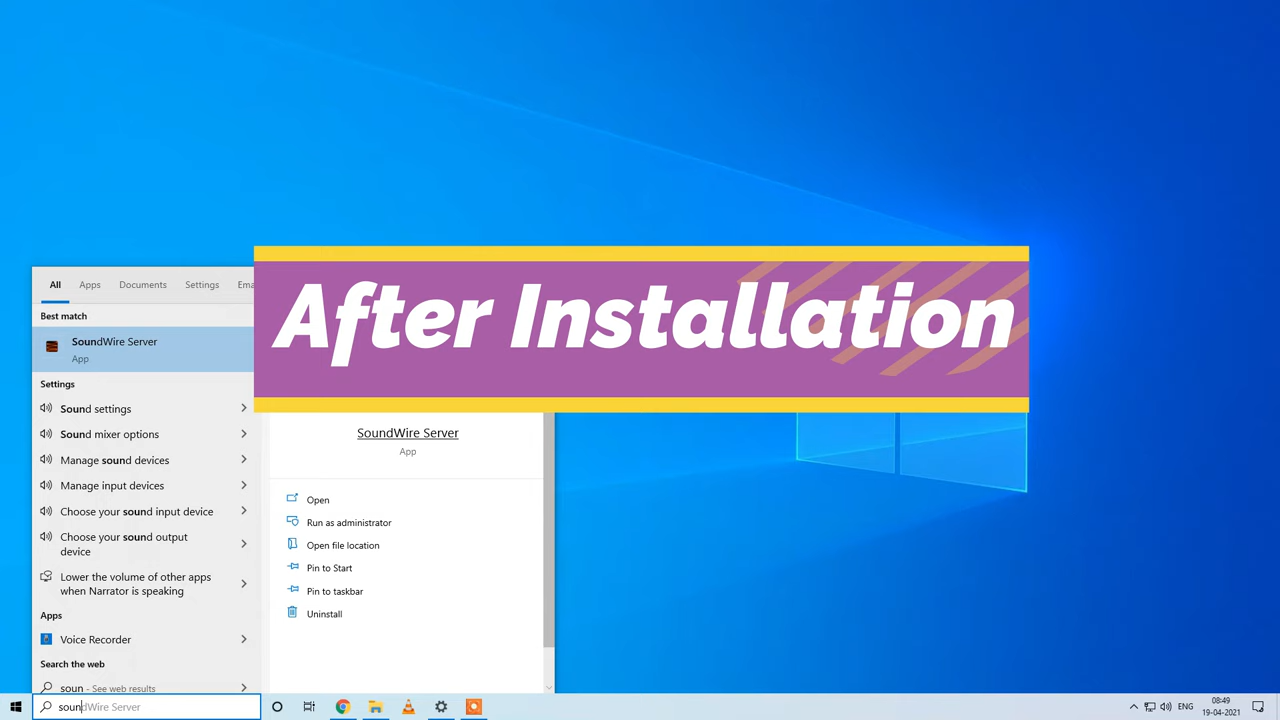 After Installation
All
Apps
Documents
Settings
Ema
Best match
SoundWire Server
App
Settings
Sound settings
Sound mixer options
Manage sound devices
Manage input devices
Choose your sound input device
Choose your sound output
device
Lower the volume of other apps
when Narrator is speaking
Apps
Voice Recorder
Search the web
soun - See web results
SoundWire Server
App
Open
Run as administrator
Open file location
Pin to Start
Pin to taskbar
Uninstall
soundWire Server
ENG
08:49
19-04-2021